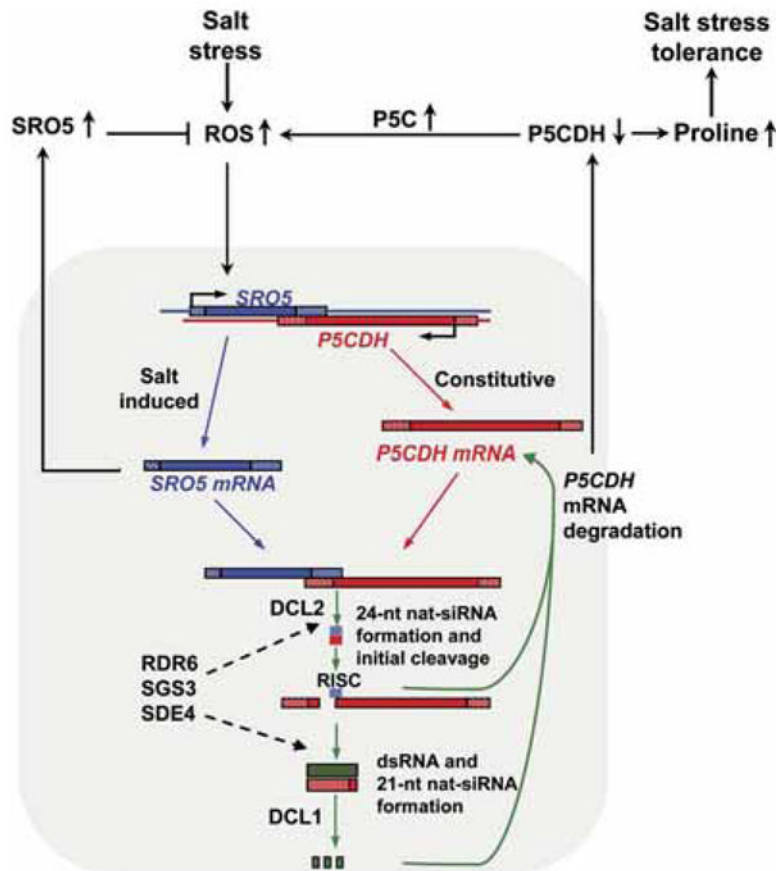 Salt
stress
Salt stress
tolerance
SRO5
ROS
P5C
P5CDH
Proline
SRO5
P5CDH
Salt
induced
Constitutive
SRO5 mRNA
P5CDH mRNA
P5CDH
mRNA
degradation
DCL2
24-nt nat-siRNA
formation and
initial cleavage
RDR6
SGS3
SDE4
RISC
dsRNA and
21-nt nat-siRNA
formation
DCL1